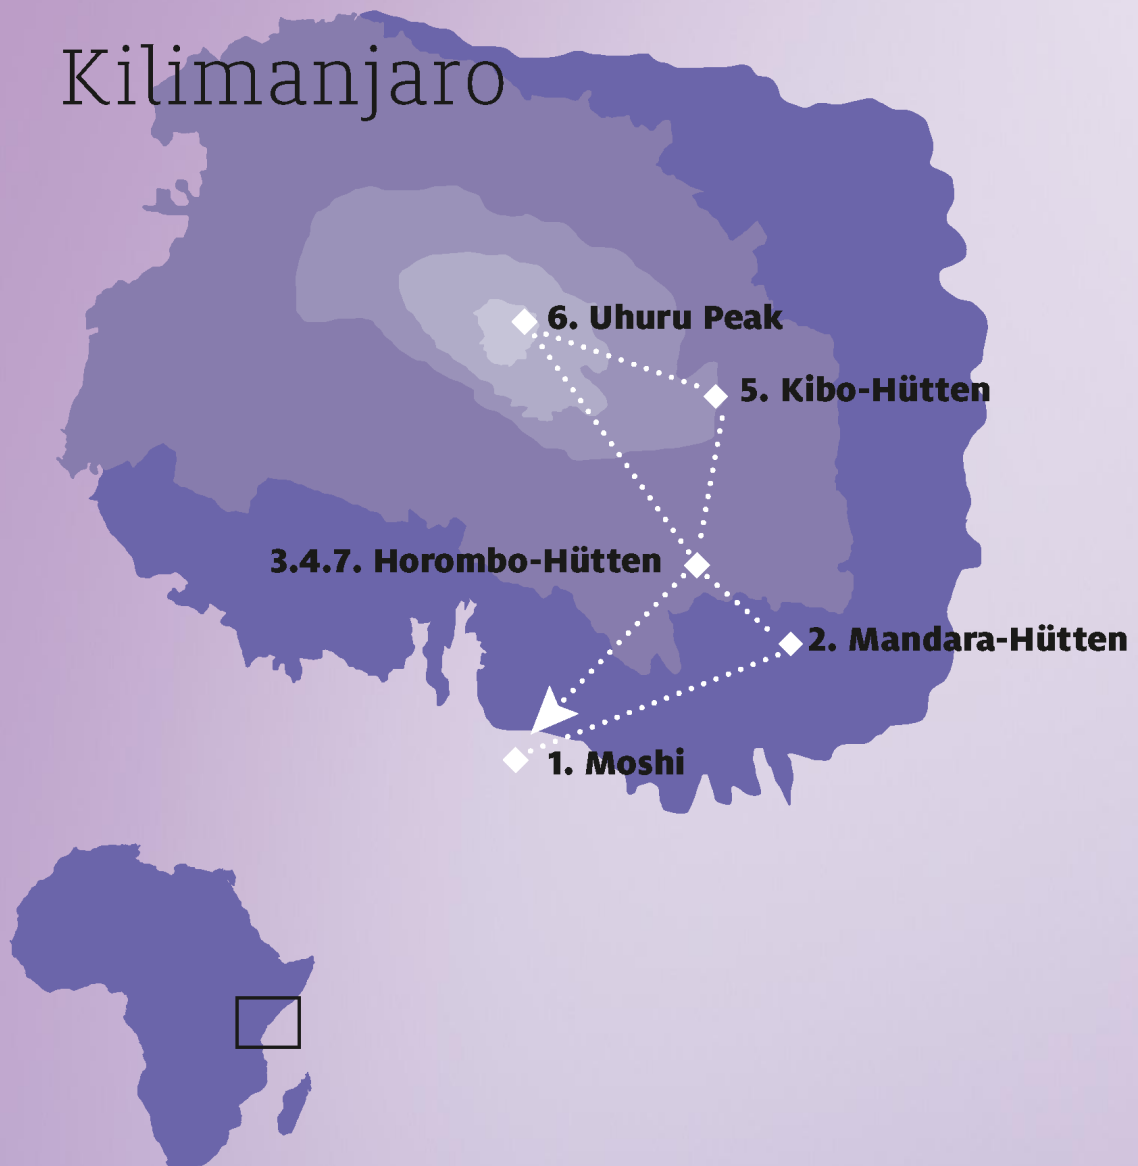 Kilimanjaro
6. Uhuru Peak
5. Kibo-Hütten
3.4.7. Horombo-Hütten
2. Mandara-Hütten
1. Moshi